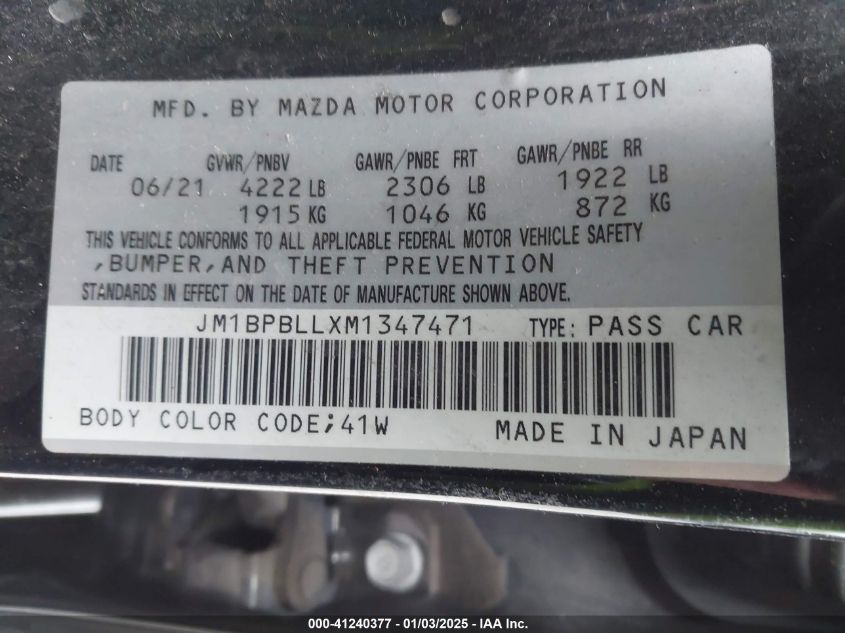 MFD. BY MAZDA MOTOR CORPORATION
DATE GVWR/PNBV GAWR/PNBE FRT GAWR/PNBE RR
06/21 4222 LB 2306 LB 1922 LB
1915 KG 1046 KG 872 KG
THIS VEHICLE CONFORMS TO ALL APPLICABLE FEDERAL MOTOR VEHICLE SAFETY
,BUMPER,AND THEFT PREVENTION
STANDARDS IN EFFECT ON THE DATE OF MANUFACTURE SHOWN ABOVE.
JM1BPBLLXM1347471 TYPE: PASS CAR
BODY COLOR CODE;41W MADE IN JAPAN
000-41240377 - 01/03/2025 - IAA Inc.